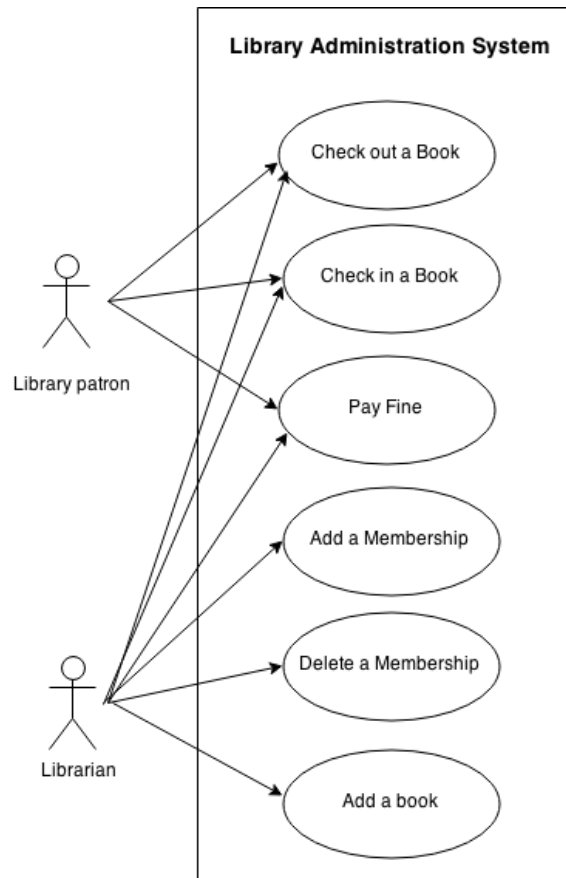 Library Administration System
Check out a Book
Check in a Book
Library patron
Pay Fine
Add a Membership
Delete a Membership
Librarian
Add a book